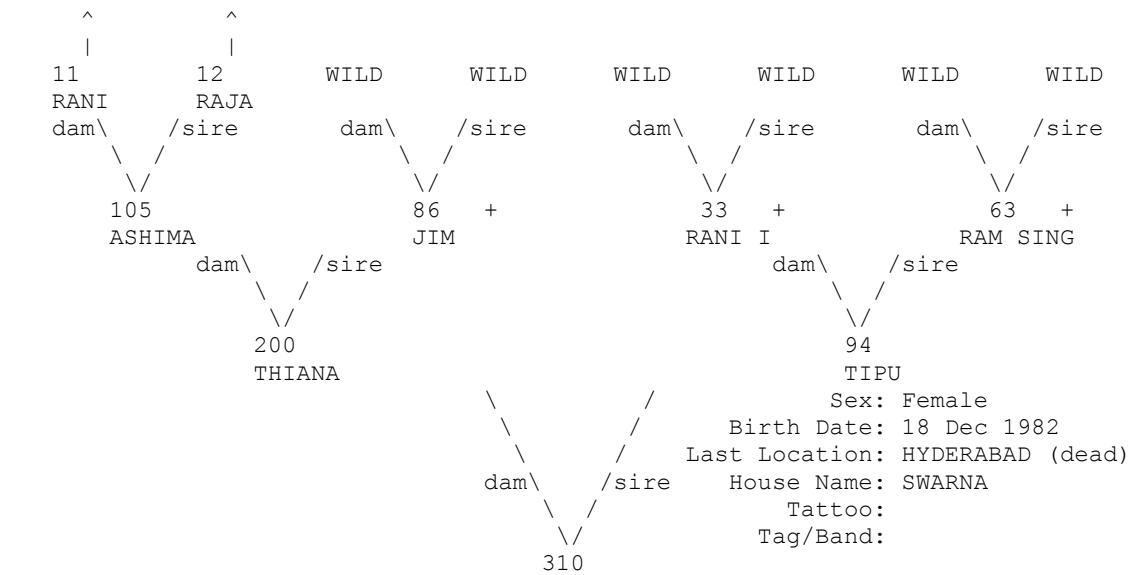 ^ ^
| |
11 12 WILD WILD WILD WILD WILD WILD
RANI RAJA
dam\ /sire dam\ /sire dam\ /sire dam\ /sire
\ / \ / \ / \ /
\/ \/ \/ \/
105 86 + 33 + 63 +
ASHIMA JIM RANI I RAM SING
dam\ /sire dam\ /sire
\ / \ /
\/ \/
200 94
THIANA TIPU
\ / Sex: Female
\ / Birth Date: 18 Dec 1982
\ / Last Location: HYDERABAD (dead)
dam\ /sire House Name: SWARNA
\ / Tattoo:
\/ Tag/Band:
310